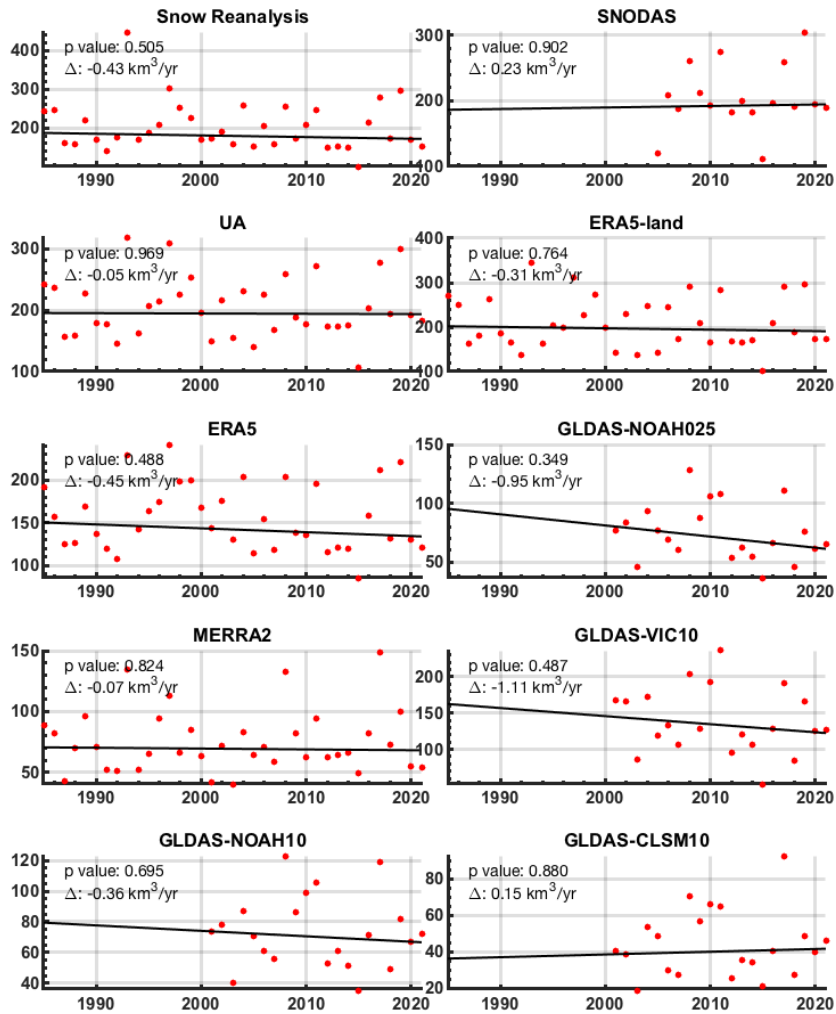 Snow Reanalysis
p value: 0.505
Δ: -0.43 km³/yr
400
300
200
1990
2000
2010
2020
SNODAS
p value: 0.902
Δ: 0.23 km³/yr
300
200
100
1990
2000
2010
2020
UA
p value: 0.969
Δ: -0.05 km³/yr
300
200
100
1990
2000
2010
2020
ERA5-land
p value: 0.764
Δ: -0.31 km³/yr
400
300
200
100
1990
2000
2010
2020
ERA5
p value: 0.488
Δ: -0.45 km³/yr
200
150
100
1990
2000
2010
2020
GLDAS-NOAH025
p value: 0.349
Δ: -0.95 km³/yr
150
100
50
1990
2000
2010
2020
MERRA2
p value: 0.824
Δ: -0.07 km³/yr
150
100
50
1990
2000
2010
2020
GLDAS-VIC10
p value: 0.487
Δ: -1.11 km³/yr
200
150
100
1990
2000
2010
2020
GLDAS-NOAH10
p value: 0.695
Δ: -0.36 km³/yr
120
100
80
60
40
1990
2000
2010
2020
GLDAS-CLSM10
p value: 0.880
Δ: 0.15 km³/yr
80
60
40
20
1990
2000
2010
2020